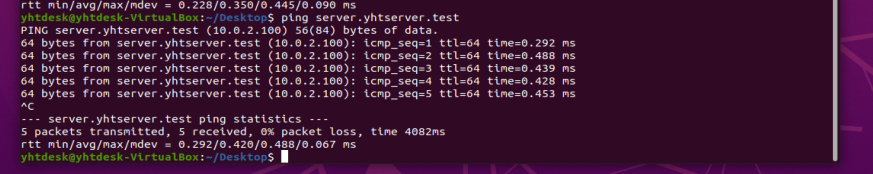 rtt min/avg/max/mdev = 0.228/0.350/0.445/0.090 ms
yhtdesk@yhtdesk-VirtualBox:~/Desktop$ ping server.yhtserver.test
PING server.yhtserver.test (10.0.2.100) 56(84) bytes of data.
64 bytes from server.yhtserver.test (10.0.2.100): icmp_seq=1 ttl=64 time=0.292 ms
64 bytes from server.yhtserver.test (10.0.2.100): icmp_seq=2 ttl=64 time=0.488 ms
64 bytes from server.yhtserver.test (10.0.2.100): icmp_seq=3 ttl=64 time=0.439 ms
64 bytes from server.yhtserver.test (10.0.2.100): icmp_seq=4 ttl=64 time=0.428 ms
64 bytes from server.yhtserver.test (10.0.2.100): icmp_seq=5 ttl=64 time=0.453 ms
^C
--- server.yhtserver.test ping statistics ---
5 packets transmitted, 5 received, 0% packet loss, time 4082ms
rtt min/avg/max/mdev = 0.292/0.420/0.488/0.067 ms
yhtdesk@yhtdesk-VirtualBox:~/Desktop$